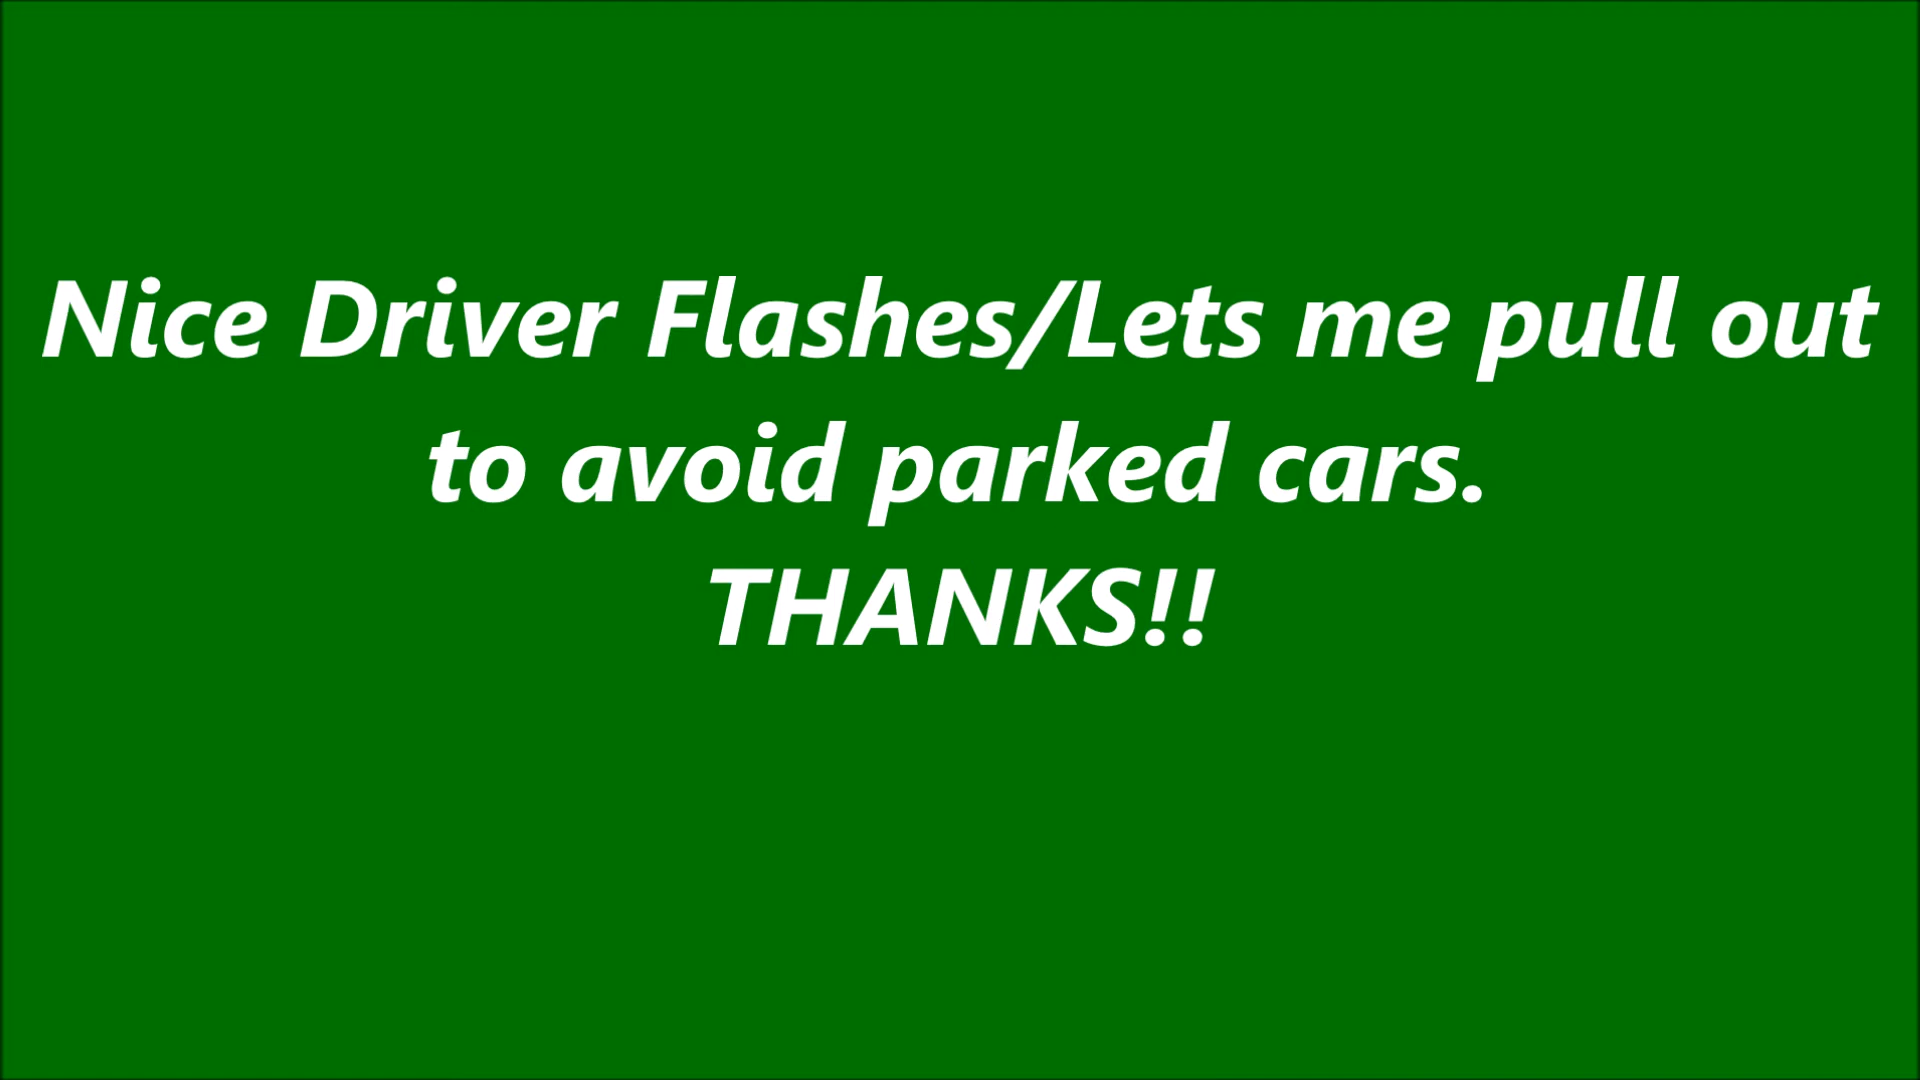 Nice Driver Flashes/Lets me pull out
to avoid parked cars.
THANKS!!